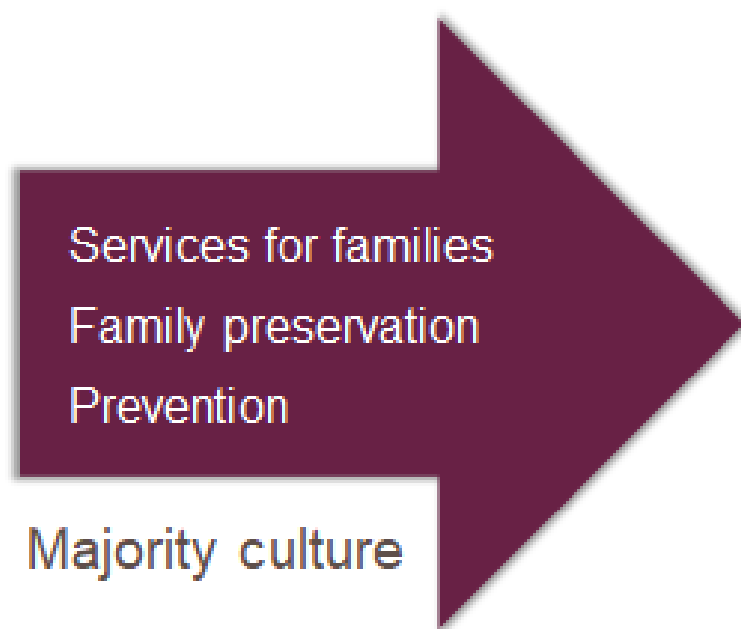 Services for families
Family preservation
Prevention
Majority culture